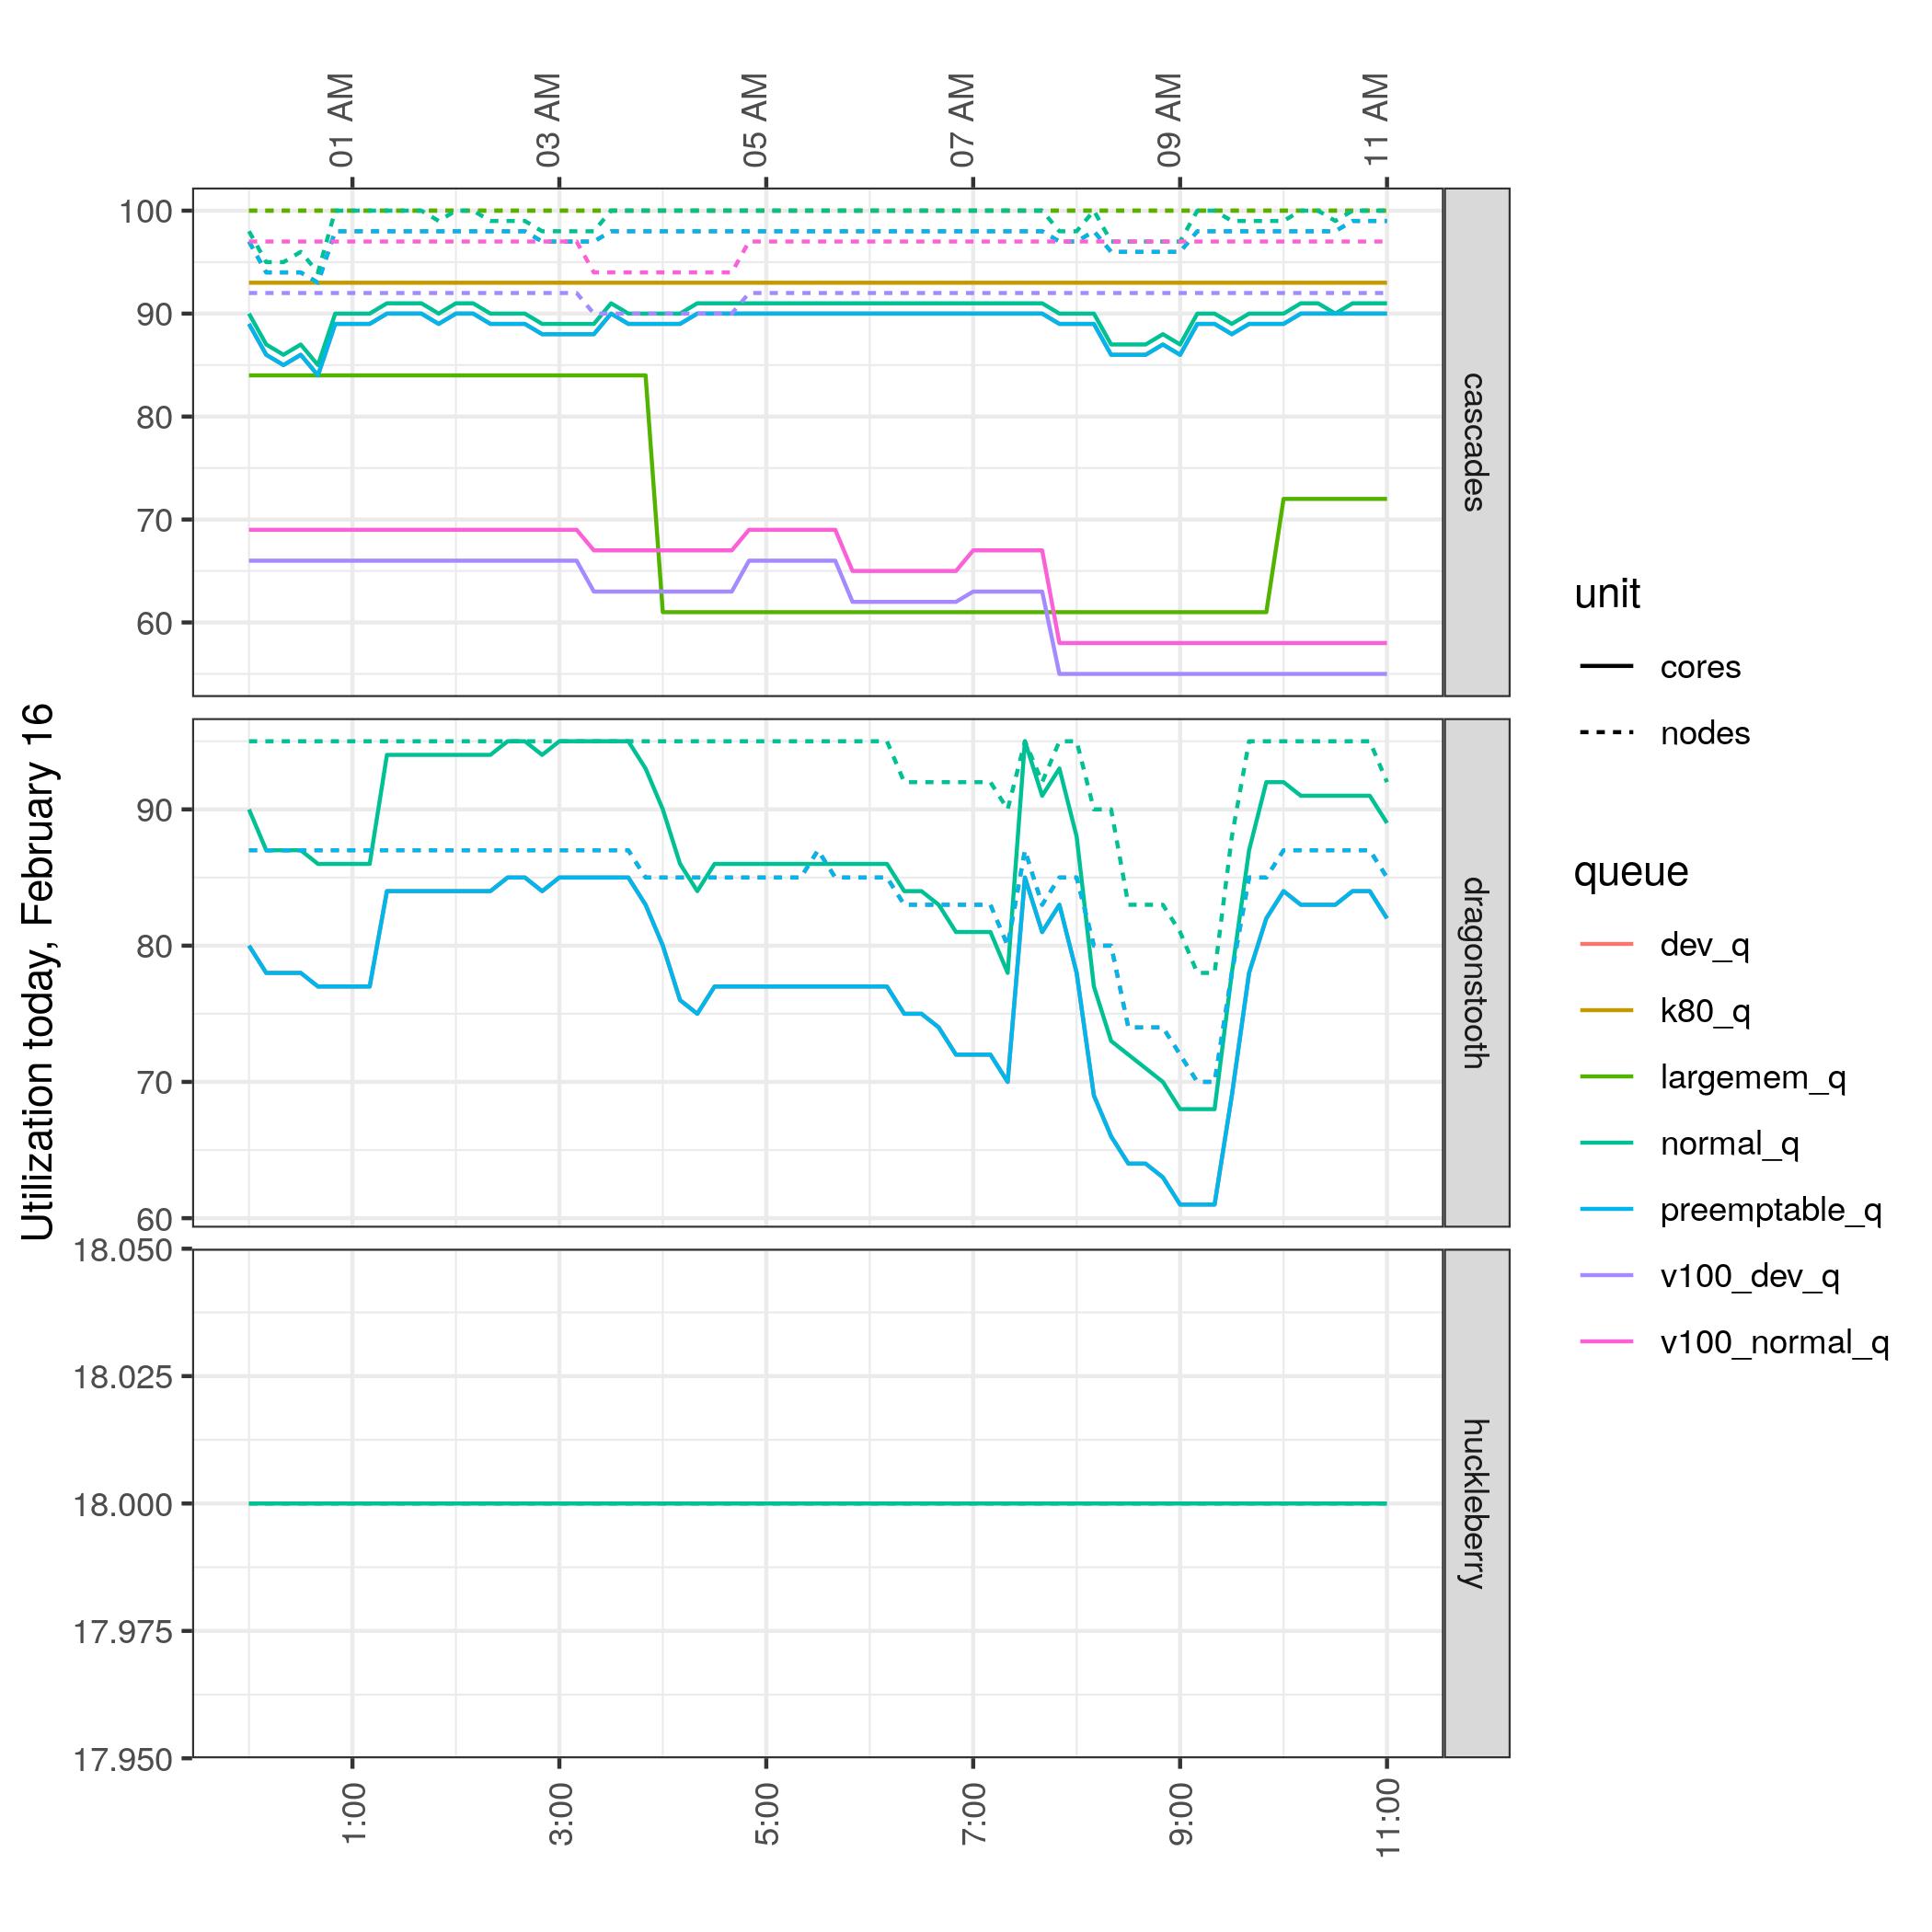 01 AM
03 AM
05 AM
07 AM
09 AM
11 AM
Utilization today, February 16
100
90
80
70
60
cascades
90
80
70
60
dragonstooth
18.050
18.025
18.000
17.975
17.950
huckleberry
1:00
3:00
5:00
7:00
9:00
11:00
unit
cores
nodes
queue
dev_q
k80_q
largemem_q
normal_q
preemptable_q
v100_dev_q
v100_normal_q